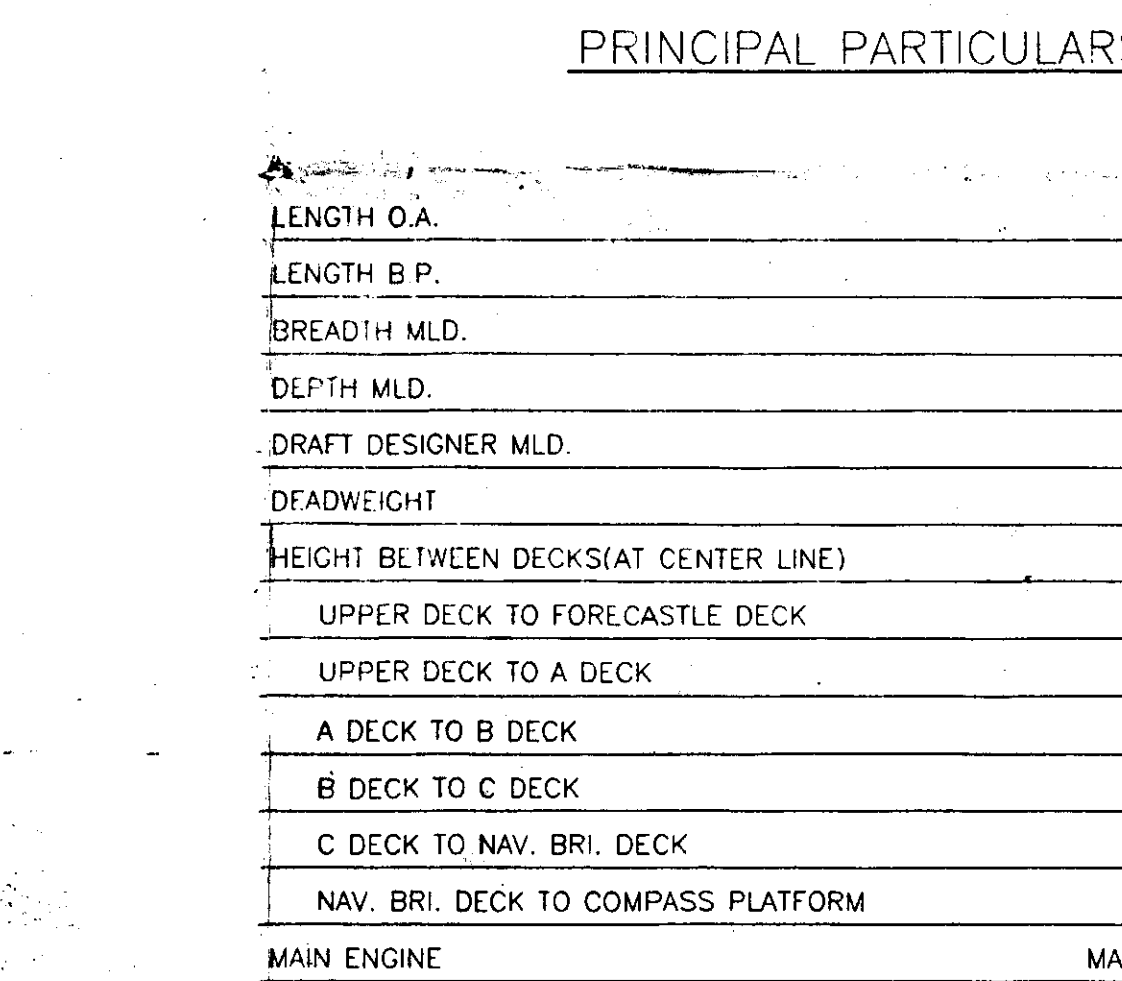 PRINCIPAL PARTICULARS
LENGTH O.A.
LENGTH B.P.
BREADTH MLD.
DEPTH MLD.
DRAFT DESIGNER MLD.
DEADWEIGHT
HEIGHT BETWEEN DECKS(AT CENTER LINE)
UPPER DECK TO FORECASTLE DECK
UPPER DECK TO A DECK
A DECK TO B DECK
B DECK TO C DECK
C DECK TO NAV. BRI. DECK
NAV. BRI. DECK TO COMPASS PLATFORM
MAIN ENGINE MA